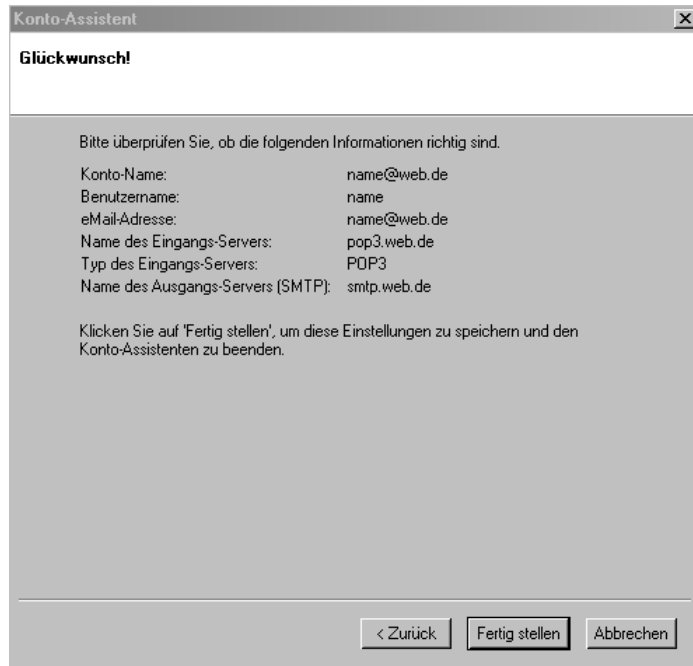 Konto-Assistent
Glückwunsch!
Bitte überprüfen Sie, ob die folgenden Informationen richtig sind.
Konto-Name: name@web.de
Benutzername: name
eMail-Adresse: name@web.de
Name des Eingangs-Servers: pop3.web.de
Typ des Eingangs-Servers: POP3
Name des Ausgangs-Servers (SMTP): smtp.web.de
Klicken Sie auf 'Fertig stellen', um diese Einstellungen zu speichern und den
Konto-Assistenten zu beenden.
< Zurück Fertig stellen Abbrechen